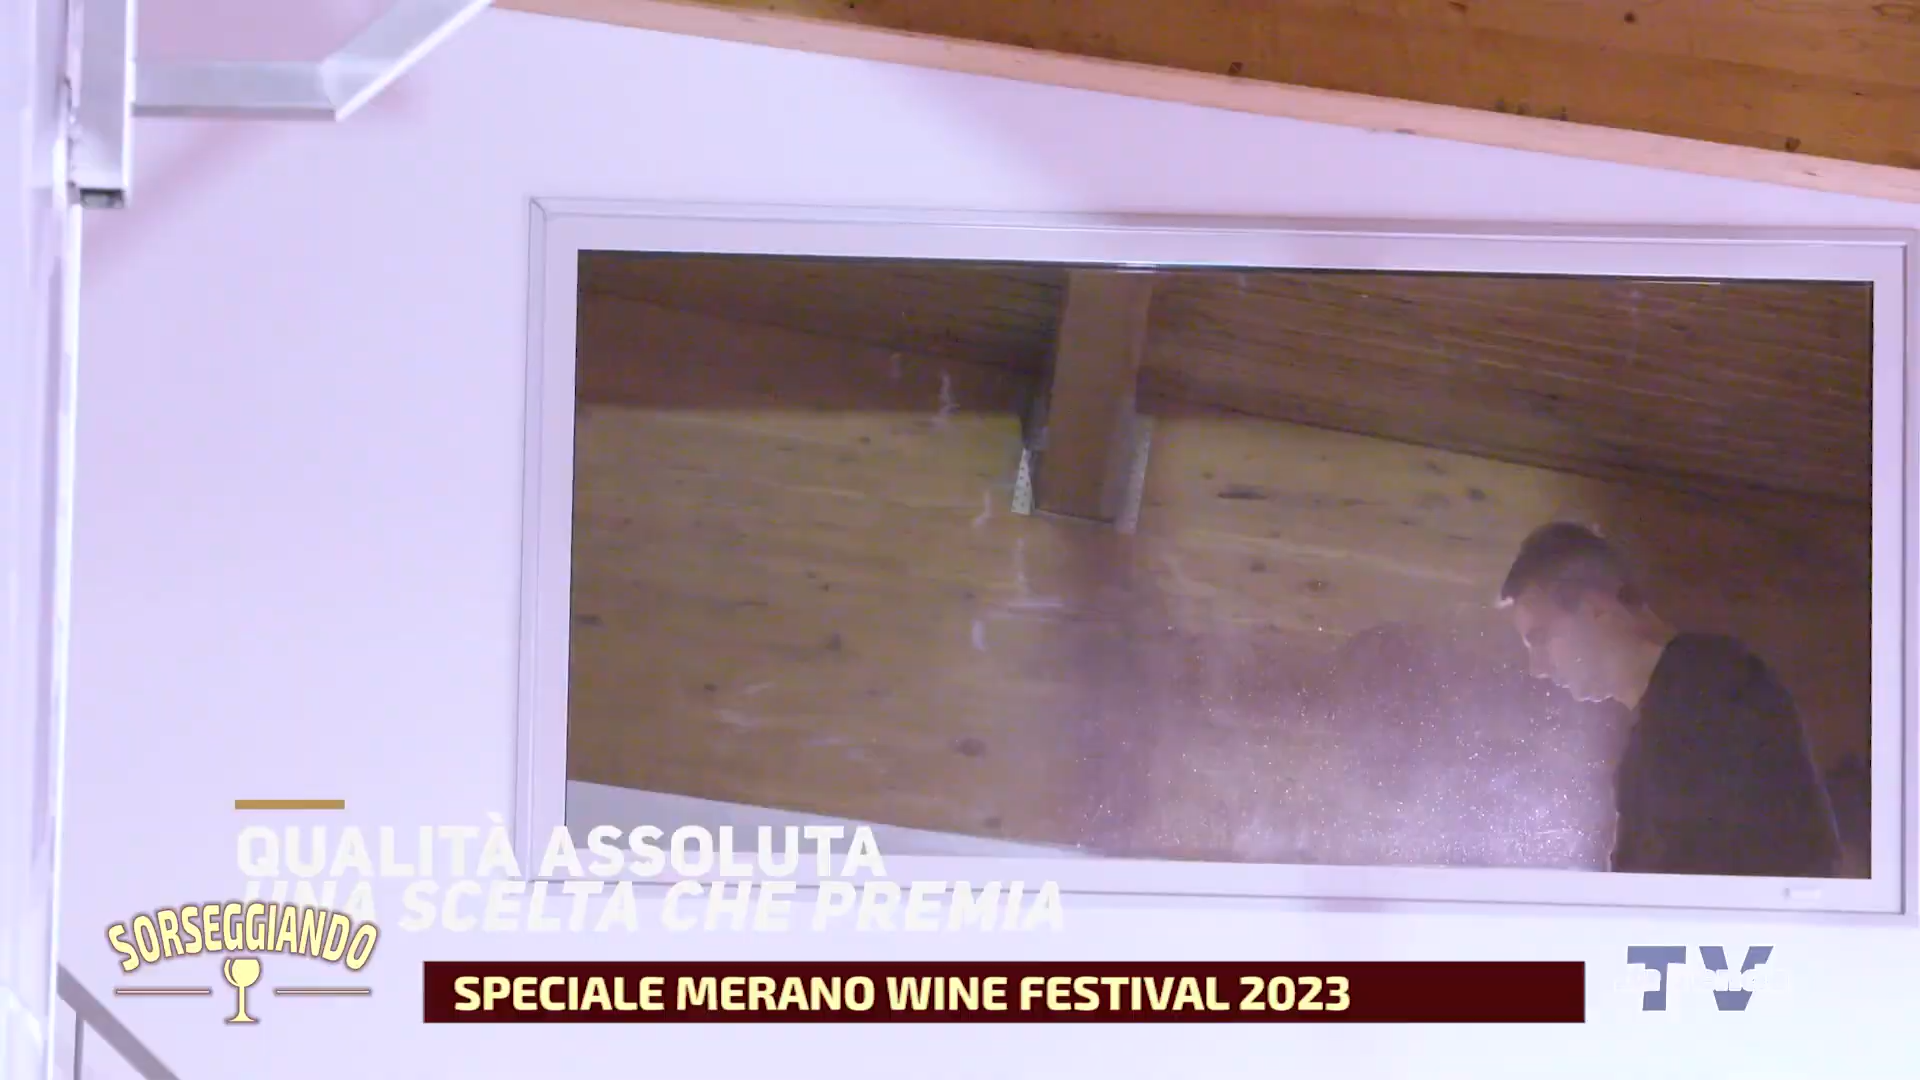 QUALITÀ ASSOLUTA
UNA SCELTA CHE PREMIA
SORSEGGIANDO
SPECIALE MERANO WINE FESTIVAL 2023
TV